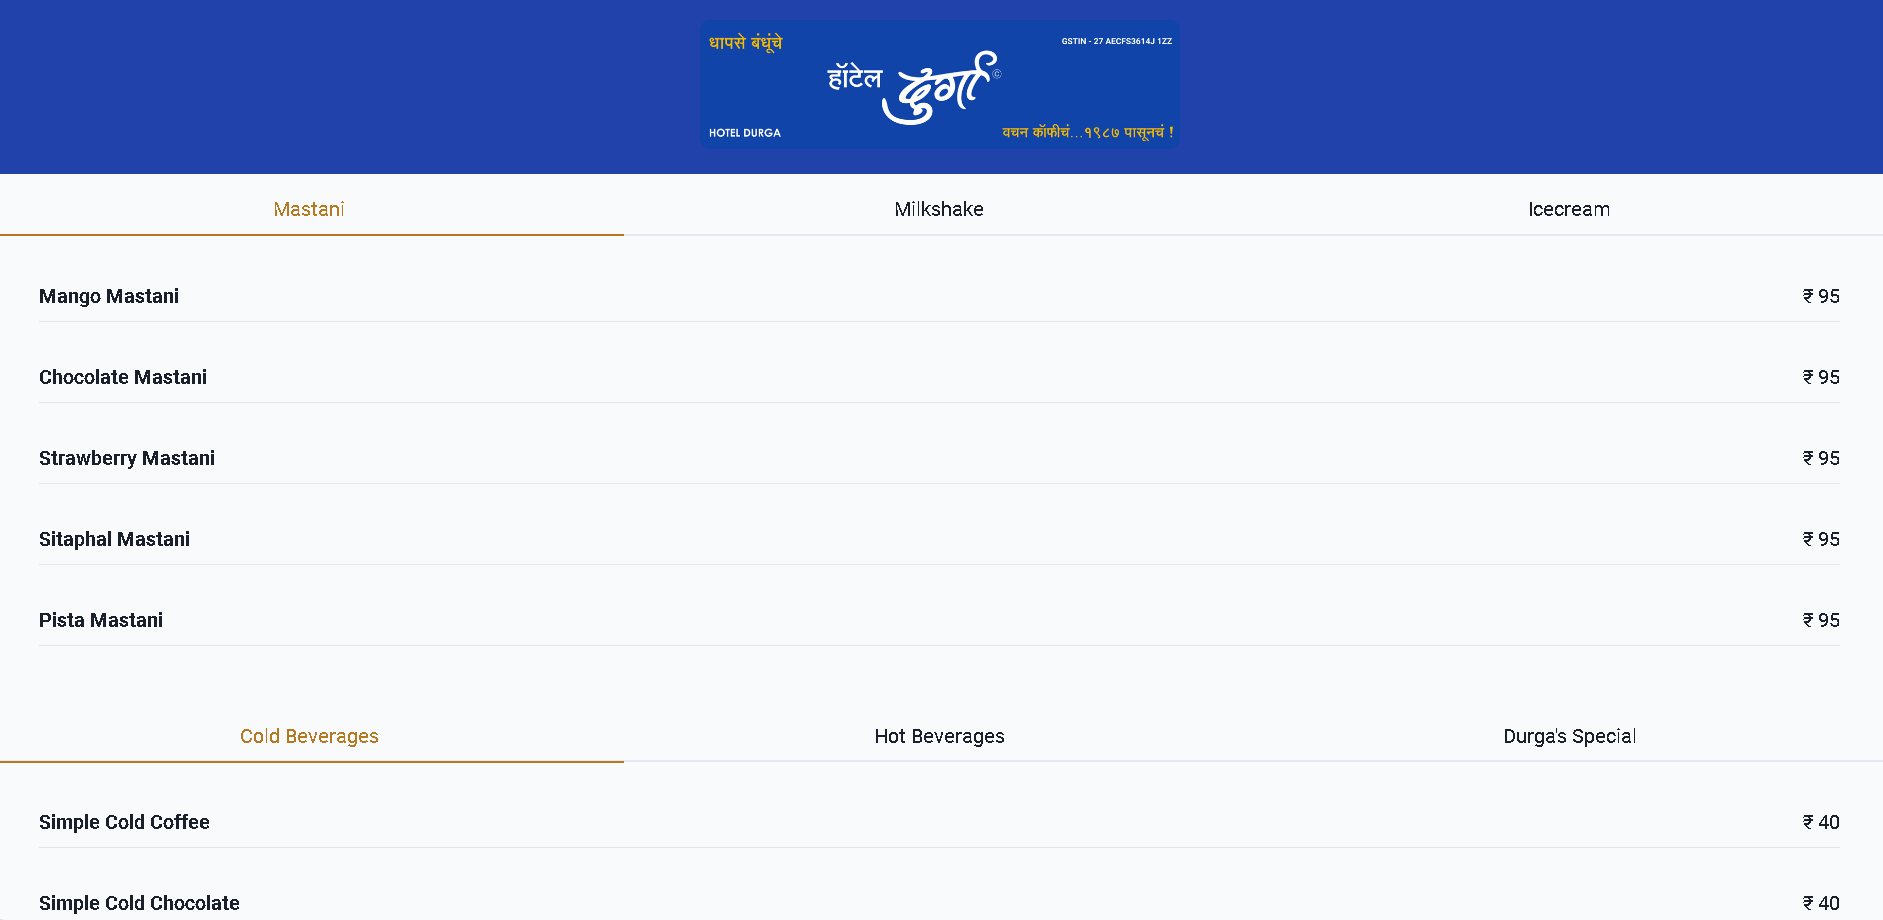 धापसे बंधूंचे
GSTIN - 27 AECFS3614J 1ZZ
हॉटेल दुर्गा ©
HOTEL DURGA
वचन कॉफीचं...१९८७ पासूनचं !
Mastani Milkshake Icecream
Mango Mastani ₹ 95
Chocolate Mastani ₹ 95
Strawberry Mastani ₹ 95
Sitaphal Mastani ₹ 95
Pista Mastani ₹ 95
Cold Beverages Hot Beverages Durga's Special
Simple Cold Coffee ₹ 40
Simple Cold Chocolate ₹ 40